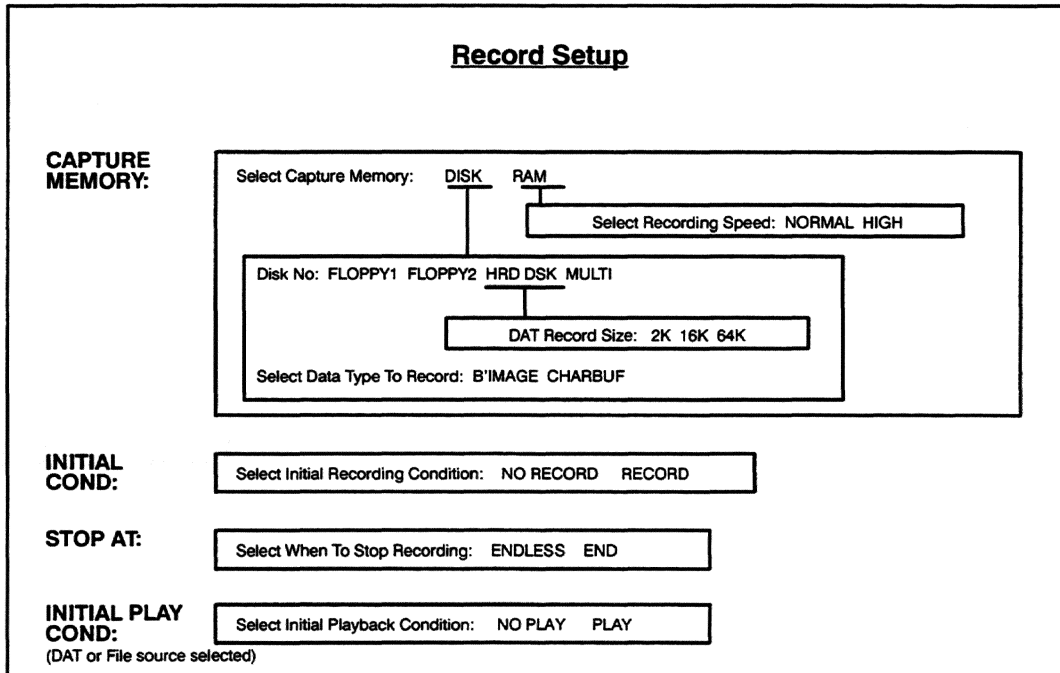 Record Setup
CAPTURE
MEMORY:
Select Capture Memory: DISK RAM
Select Recording Speed: NORMAL HIGH
Disk No: FLOPPY1 FLOPPY2 HRD DSK MULTI
DAT Record Size: 2K 16K 64K
Select Data Type To Record: B'IMAGE CHARBUF
INITIAL
COND:
Select Initial Recording Condition: NO RECORD RECORD
STOP AT:
Select When To Stop Recording: ENDLESS END
INITIAL PLAY
COND:
(DAT or File source selected)
Select Initial Playback Condition: NO PLAY PLAY